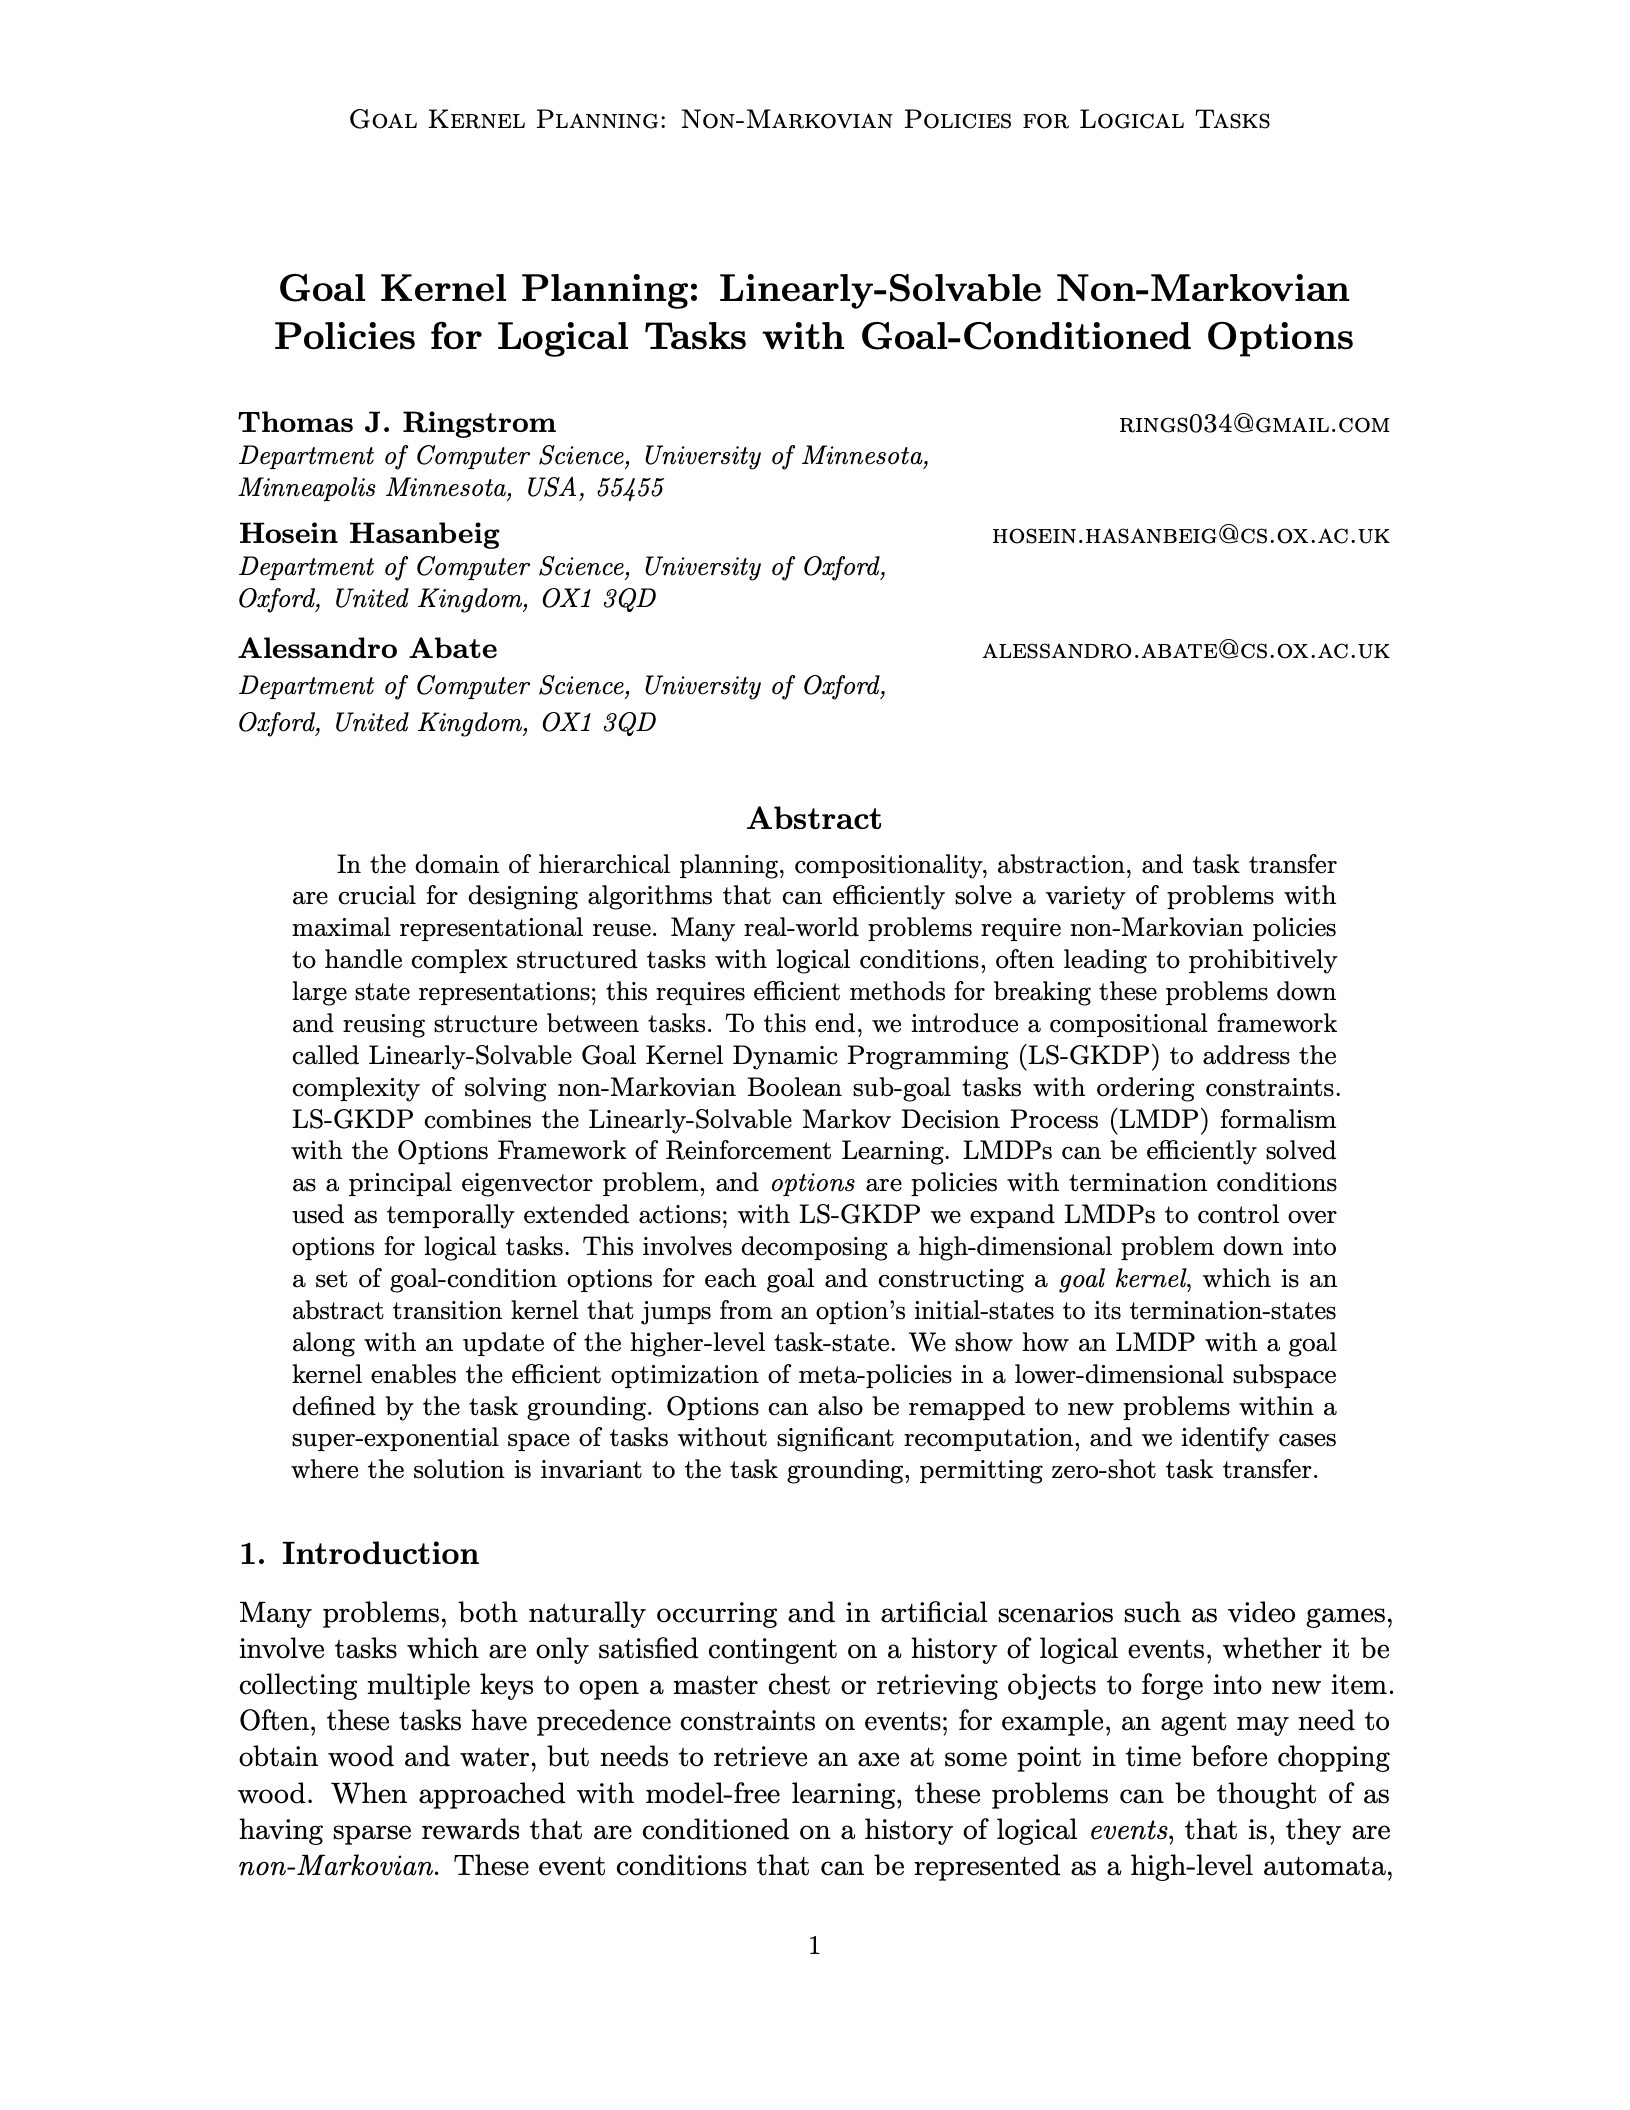 Goal Kernel Planning: Non-Markovian Policies for Logical Tasks
Goal Kernel Planning: Linearly-Solvable Non-Markovian
Policies for Logical Tasks with Goal-Conditioned Options
Thomas J. Ringstrom rings034@gmail.com
Department of Computer Science, University of Minnesota,
Minneapolis Minnesota, USA, 55455
Hosein Hasanbeig hosein.hasanbeig@cs.ox.ac.uk
Department of Computer Science, University of Oxford,
Oxford, United Kingdom, OX1 3QD
Alessandro Abate alessandro.abate@cs.ox.ac.uk
Department of Computer Science, University of Oxford,
Oxford, United Kingdom, OX1 3QD
Abstract
In the domain of hierarchical planning, compositionality, abstraction, and task transfer
are crucial for designing algorithms that can efficiently solve a variety of problems with
maximal representational reuse. Many real-world problems require non-Markovian policies
to handle complex structured tasks with logical conditions, often leading to prohibitively
large state representations; this requires efficient methods for breaking these problems down
and reusing structure between tasks. To this end, we introduce a compositional framework
called Linearly-Solvable Goal Kernel Dynamic Programming (LS-GKDP) to address the
complexity of solving non-Markovian Boolean sub-goal tasks with ordering constraints.
LS-GKDP combines the Linearly-Solvable Markov Decision Process (LMDP) formalism
with the Options Framework of Reinforcement Learning. LMDPs can be efficiently solved
as a principal eigenvector problem, and options are policies with termination conditions
used as temporally extended actions; with LS-GKDP we expand LMDPs to control over
options for logical tasks. This involves decomposing a high-dimensional problem down into
a set of goal-condition options for each goal and constructing a goal kernel, which is an
abstract transition kernel that jumps from an option's initial-states to its termination-states
along with an update of the higher-level task-state. We show how an LMDP with a goal
kernel enables the efficient optimization of meta-policies in a lower-dimensional subspace
defined by the task grounding. Options can also be remapped to new problems within a
super-exponential space of tasks without significant recomputation, and we identify cases
where the solution is invariant to the task grounding, permitting zero-shot task transfer.
1. Introduction
Many problems, both naturally occurring and in artificial scenarios such as video games,
involve tasks which are only satisfied contingent on a history of logical events, whether it be
collecting multiple keys to open a master chest or retrieving objects to forge into new item.
Often, these tasks have precedence constraints on events; for example, an agent may need to
obtain wood and water, but needs to retrieve an axe at some point in time before chopping
wood. When approached with model-free learning, these problems can be thought of as
having sparse rewards that are conditioned on a history of logical events, that is, they are
non-Markovian. These event conditions that can be represented as a high-level automata,
1